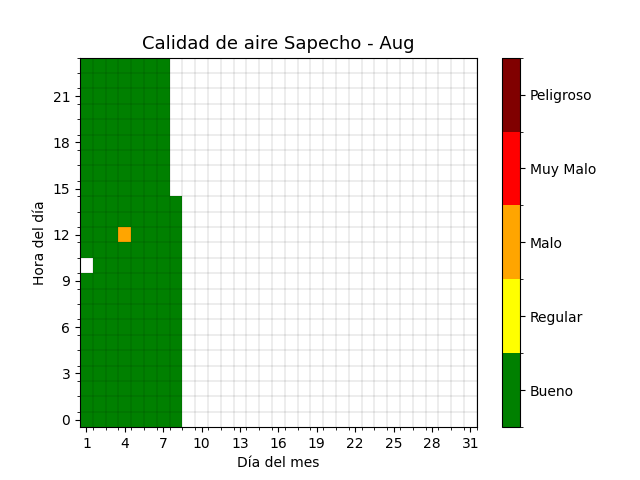 Calidad de aire Sapecho - Aug
Hora del día
21
18
15
12
9
6
3
0
1 4 7 10 13 16 19 22 25 28 31
Día del mes
Peligroso
Muy Malo
Malo
Regular
Bueno